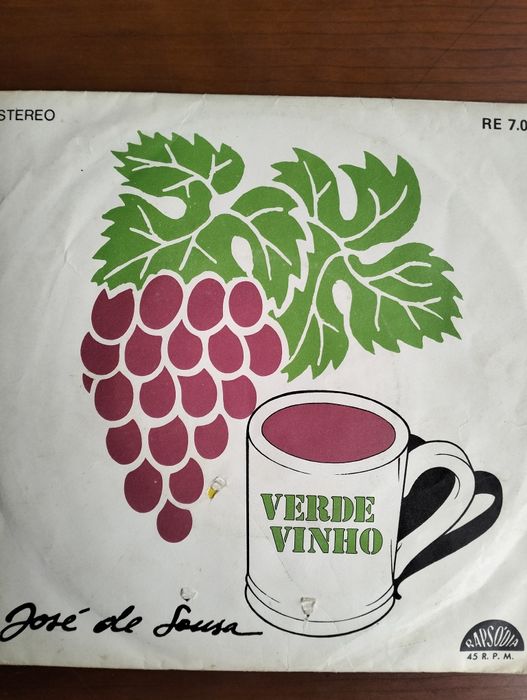 STEREO
RE 7.0
VERDE
VINHO
José de Sousa
RAPSÓDIA
45 R. P. M.